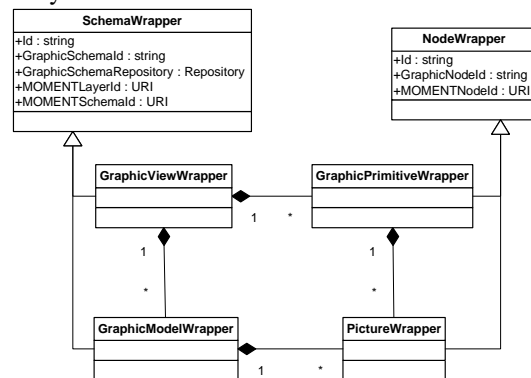 SchemaWrapper
+Id : string
+GraphicSchemaId : string
+GraphicSchemaRepository : Repository
+MOMENTLayerId : URI
+MOMENTSchemaId : URI
NodeWrapper
+Id : string
+GraphicNodeId : string
+MOMENTNodeId : URI
GraphicViewWrapper
GraphicPrimitiveWrapper
1 *
1
*
1
*
GraphicModelWrapper
PictureWrapper
1 *